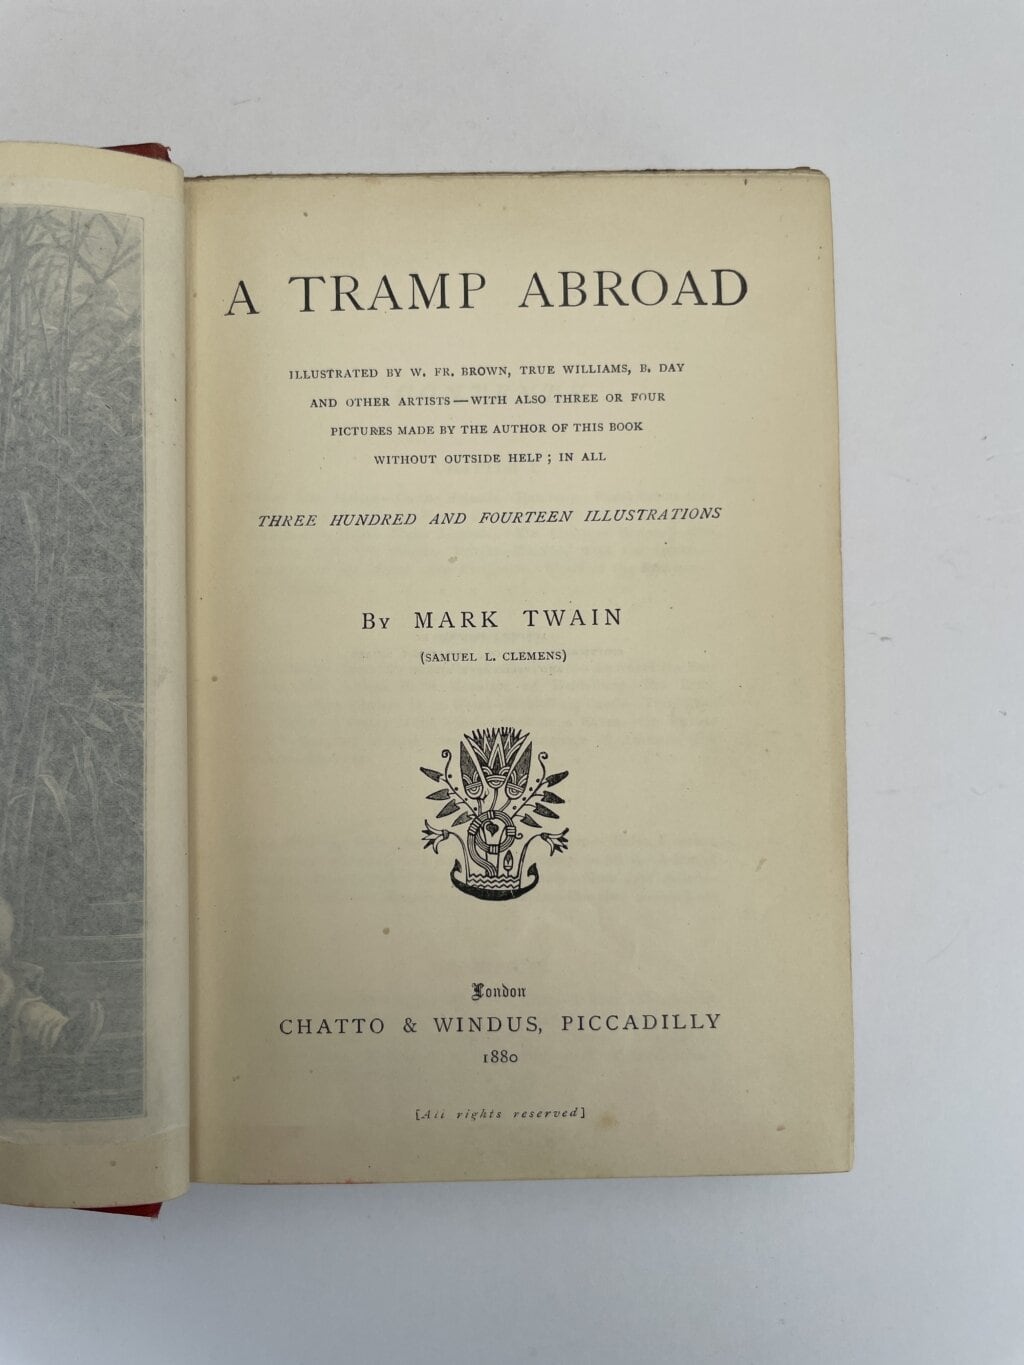 A TRAMP ABROAD
ILLUSTRATED BY W. FR. BROWN, TRUE WILLIAMS, B. DAY
AND OTHER ARTISTS—WITH ALSO THREE OR FOUR
PICTURES MADE BY THE AUTHOR OF THIS BOOK
WITHOUT OUTSIDE HELP; IN ALL
THREE HUNDRED AND FOURTEEN ILLUSTRATIONS
BY MARK TWAIN
(SAMUEL L. CLEMENS)
London
CHATTO & WINDUS, PICCADILLY
1880
[All rights reserved]